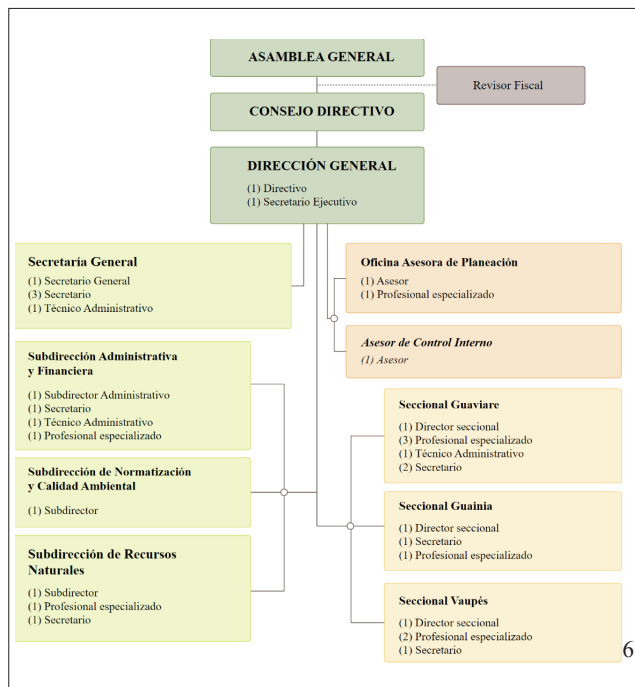 ASAMBLEA GENERAL
Revisor Fiscal
CONSEJO DIRECTIVO
DIRECCIÓN GENERAL
(1) Directivo
(1) Secretario Ejecutivo
Secretaría General
(1) Secretario General
(3) Secretario
(1) Técnico Administrativo
Oficina Asesora de Planeación
(1) Asesor
(1) Profesional especializado
Asesor de Control Interno
(1) Asesor
Subdirección Administrativa
y Financiera
(1) Subdirector Administrativo
(1) Secretario
(1) Técnico Administrativo
(1) Profesional especializado
Subdirección de Normatización
y Calidad Ambiental
(1) Subdirector
Subdirección de Recursos
Naturales
(1) Subdirector
(1) Profesional especializado
(1) Secretario
Seccional Guaviare
(1) Director seccional
(3) Profesional especializado
(1) Técnico Administrativo
(2) Secretario
Seccional Guainia
(1) Director seccional
(1) Secretario
(1) Profesional especializado
Seccional Vaupés
(1) Director seccional
(2) Profesional especializado
(1) Secretario
6